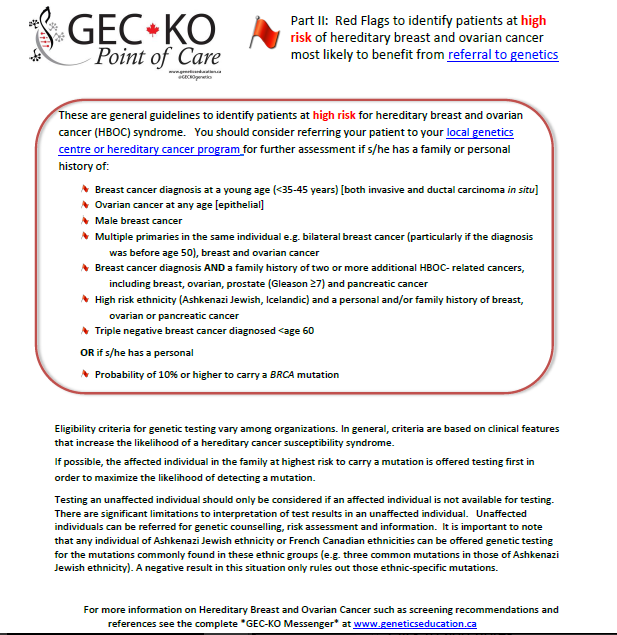 GEC KO
Point of Care
www.geneticseducation.ca
@GECKOgenetics
Part II: Red Flags to identify patients at high
risk of hereditary breast and ovarian cancer
most likely to benefit from referral to genetics
These are general guidelines to identify patients at high risk for hereditary breast and ovarian
cancer (HBOC) syndrome. You should consider referring your patient to your local genetics
centre or hereditary cancer program for further assessment if s/he has a family or personal
history of:
Breast cancer diagnosis at a young age (<35-45 years) [both invasive and ductal carcinoma in situ]
Ovarian cancer at any age [epithelial]
Male breast cancer
Multiple primaries in the same individual e.g. bilateral breast cancer (particularly if the diagnosis
was before age 50), breast and ovarian cancer
Breast cancer diagnosis AND a family history of two or more additional HBOC- related cancers,
including breast, ovarian, prostate (Gleason ≥7) and pancreatic cancer
High risk ethnicity (Ashkenazi Jewish, Icelandic) and a personal and/or family history of breast,
ovarian or pancreatic cancer
Triple negative breast cancer diagnosed <age 60
OR if s/he has a personal
Probability of 10% or higher to carry a BRCA mutation
Eligibility criteria for genetic testing vary among organizations. In general, criteria are based on clinical features
that increase the likelihood of a hereditary cancer susceptibility syndrome.
If possible, the affected individual in the family at highest risk to carry a mutation is offered testing first in
order to maximize the likelihood of detecting a mutation.
Testing an unaffected individual should only be considered if an affected individual is not available for testing.
There are significant limitations to interpretation of test results in an unaffected individual. Unaffected
individuals can be referred for genetic counselling, risk assessment and information. It is important to note
that any individual of Ashkenazi Jewish ethnicity or French Canadian ethnicities can be offered genetic testing
for the mutations commonly found in these ethnic groups (e.g. three common mutations in those of Ashkenazi
Jewish ethnicity). A negative result in this situation only rules out those ethnic-specific mutations.
For more information on Hereditary Breast and Ovarian Cancer such as screening recommendations and
references see the complete *GEC-KO Messenger* at www.geneticseducation.ca